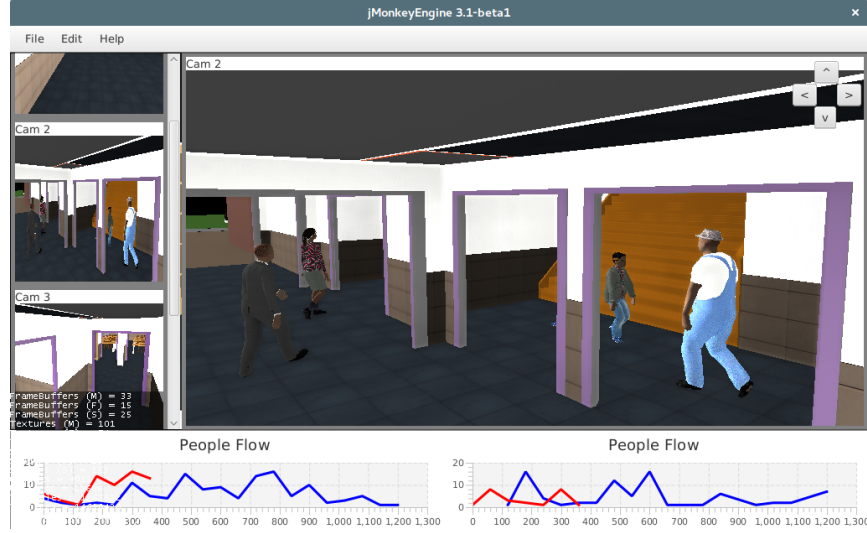 jMonkeyEngine 3.1-beta1 ×
File Edit Help
Cam 2
Cam 2
Cam 3
^
< >
v
FrameBuffers (M) = 33
FrameBuffers (F) = 15
FrameBuffers (S) = 25
Textures (M) = 101
People Flow
20
10
0
0 100 200 300 400 500 600 700 800 900 1,000 1,100 1,200 1,300
People Flow
20
10
0
0 100 200 300 400 500 600 700 800 900 1,000 1,100 1,200 1,300